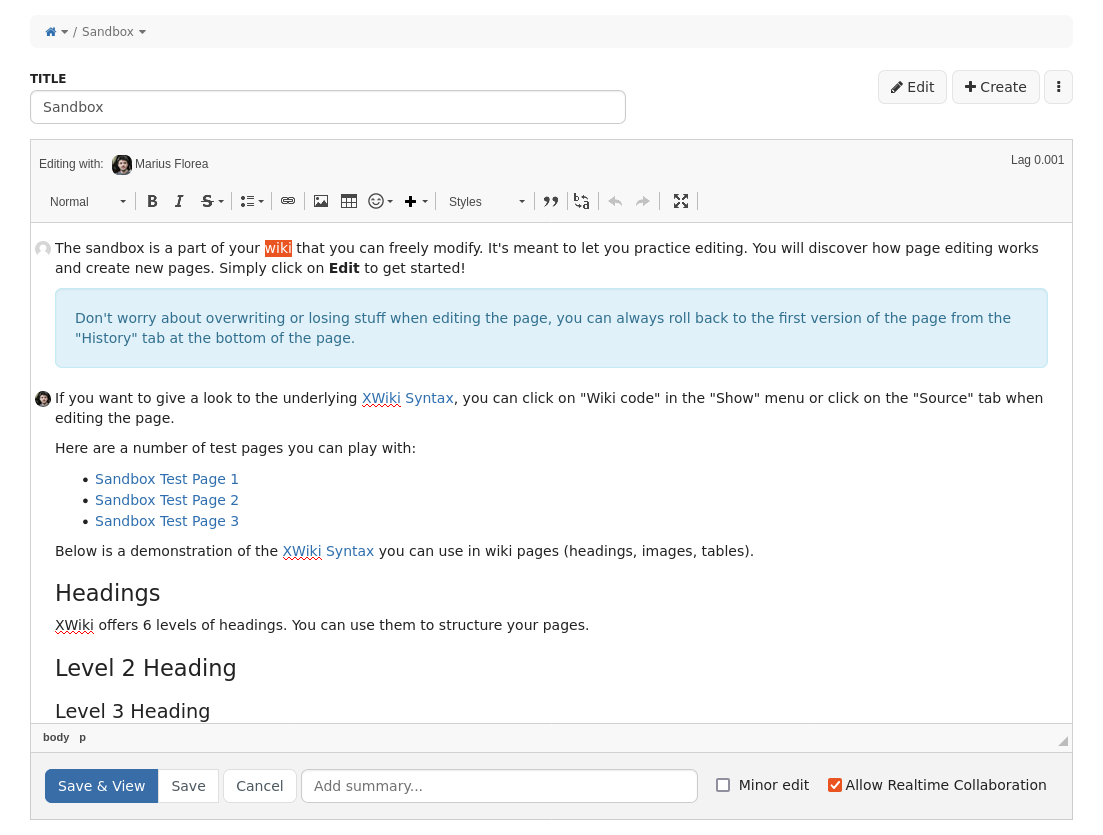 / Sandbox
TITLE
Sandbox
Edit
Create
Editing with: Marius Florea
Lag 0.001
Normal
B I S
Styles
The sandbox is a part of your wiki that you can freely modify. It's meant to let you practice editing. You will discover how page editing works
and create new pages. Simply click on Edit to get started!
Don't worry about overwriting or losing stuff when editing the page, you can always roll back to the first version of the page from the
"History" tab at the bottom of the page.
If you want to give a look to the underlying XWiki Syntax, you can click on "Wiki code" in the "Show" menu or click on the "Source" tab when
editing the page.
Here are a number of test pages you can play with:
• Sandbox Test Page 1
• Sandbox Test Page 2
• Sandbox Test Page 3
Below is a demonstration of the XWiki Syntax you can use in wiki pages (headings, images, tables).
Headings
XWiki offers 6 levels of headings. You can use them to structure your pages.
Level 2 Heading
Level 3 Heading
body p
Save & View
Save
Cancel
Add summary...
Minor edit
Allow Realtime Collaboration